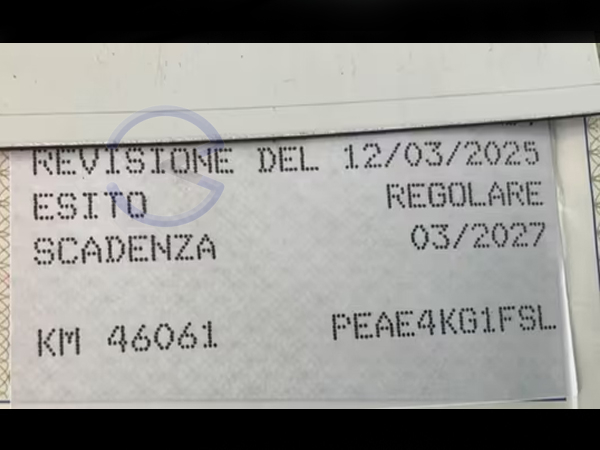 REVISIONE DEL 12/03/2025
ESITO REGOLARE
SCADENZA 03/2027
KM 46061 PEAE4KG1FSL